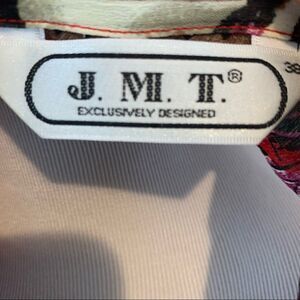 J. M. T.®
EXCLUSIVELY DESIGNED